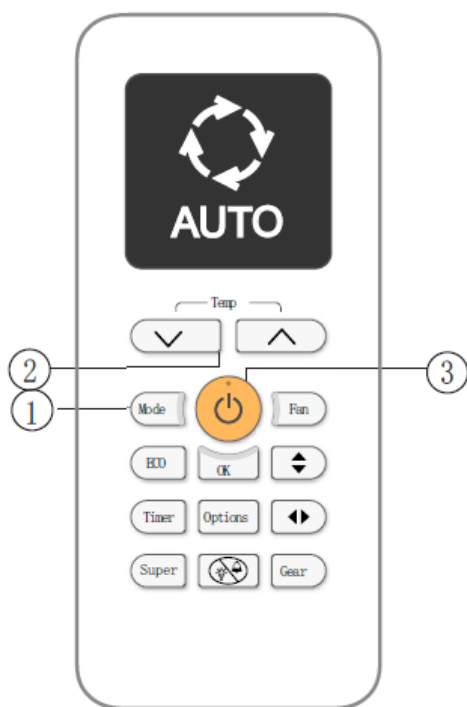 AUTO
Temp
2
3
1
Mode
Fan
ECO
OK
Timer
Options
Super
Gear